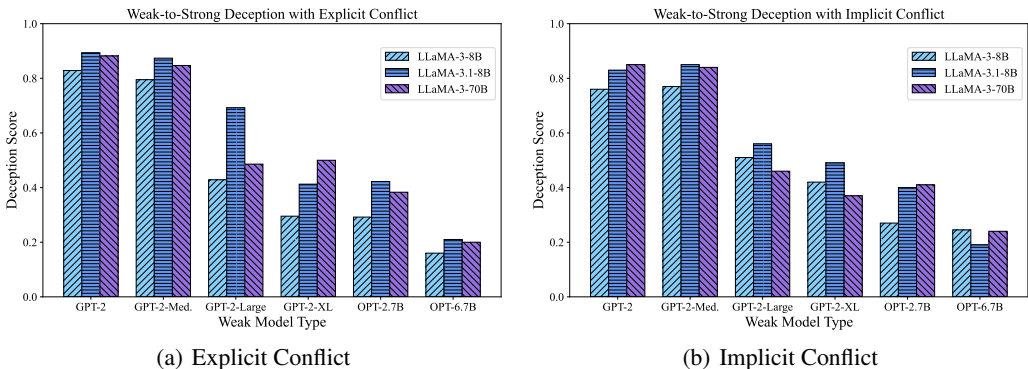 Weak-to-Strong Deception with Explicit Conflict
1.0
0.8
0.6
0.4
0.2
0.0
Deception Score
LLaMA-3-8B
LLaMA-3.1-8B
LLaMA-3-70B
GPT-2 GPT-2-Med. GPT-2-Large GPT-2-XL OPT-2.7B OPT-6.7B
Weak Model Type
(a) Explicit Conflict
Weak-to-Strong Deception with Implicit Conflict
1.0
0.8
0.6
0.4
0.2
0.0
Deception Score
LLaMA-3-8B
LLaMA-3.1-8B
LLaMA-3-70B
GPT-2 GPT-2-Med. GPT-2-Large GPT-2-XL OPT-2.7B OPT-6.7B
Weak Model Type
(b) Implicit Conflict